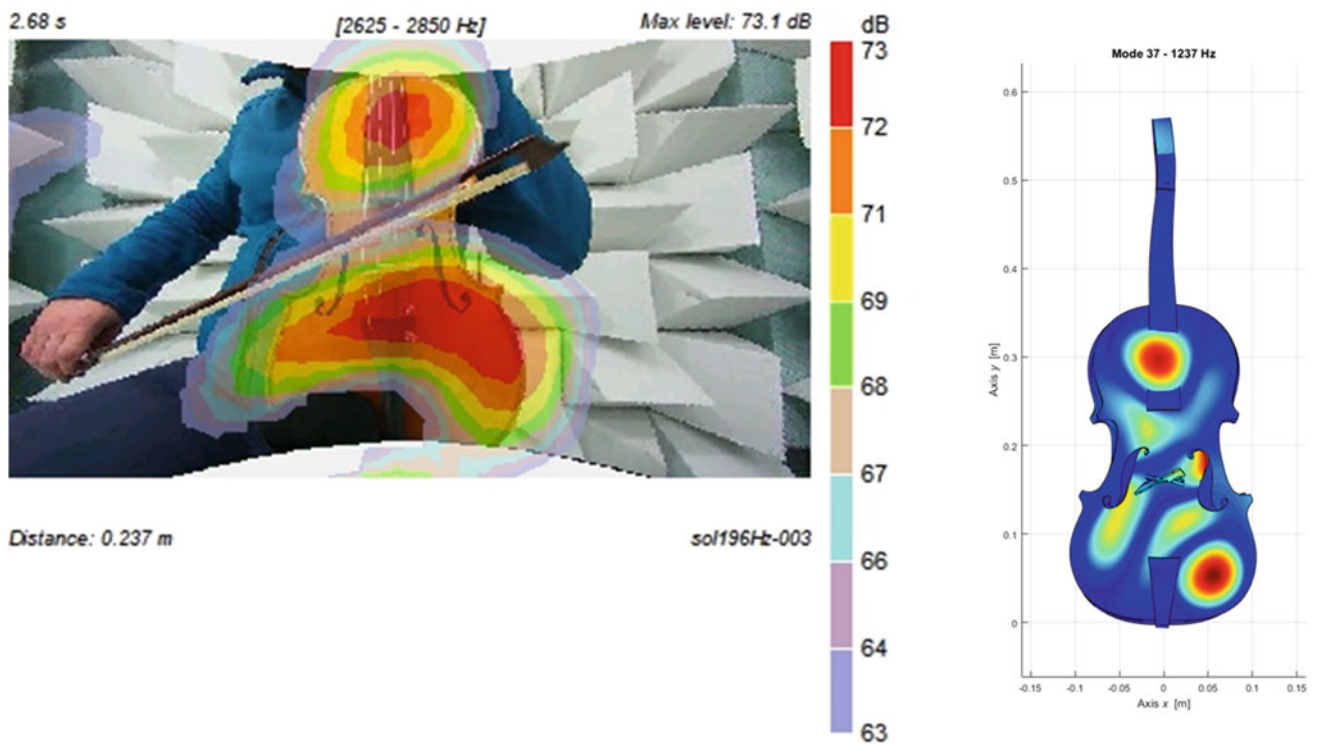 2.68 s
[2625 - 2850 Hz]
Max level: 73.1 dB
dB
73
72
71
69
68
67
66
64
63
Distance: 0.237 m
sol196Hz-003
Mode 37 - 1237 Hz
0.6
0.5
0.4
0.3
0.2
0.1
0
Axis y [m]
-0.15
-0.1
-0.05
0
0.05
0.1
0.15
Axis x [m]